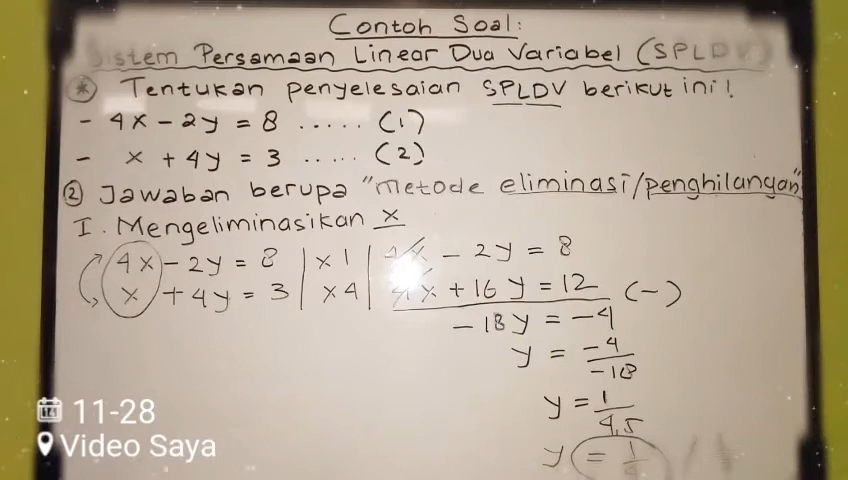 Contoh Soal:
Sistem Persamaan Linear Dua Variabel (SPLDV)
* Tentukan penyelesaian SPLDV berikut ini!
- 4x - 2y = 8 ..... (1)
- x + 4y = 3 ..... (2)
② Jawaban berupa "metode eliminasi/penghilangan"
I. Mengeliminasikan x
4x - 2y = 8 | x 1 | 4x - 2y = 8
x + 4y = 3 | x 4 | 4x + 16y = 12 (-)
-18y = -4
y = -4/-18
y = 1/4,5
y =
11-28
Video Saya